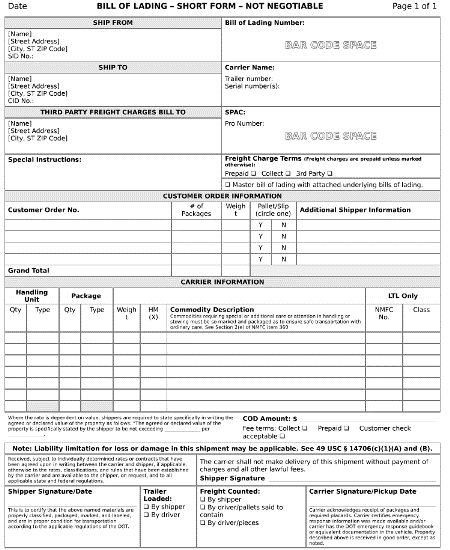 Date BILL OF LADING – SHORT FORM – NOT NEGOTIABLE Page 1 of 1
SHIP FROM
[Name]
[Street Address]
[City, ST ZIP Code]
SID No.:
Bill of Lading Number:
BAR CODE SPACE
SHIP TO
[Name]
[Street Address]
[City, ST ZIP Code]
CID No.:
Carrier Name:
Trailer number:
Serial number(s):
THIRD PARTY FREIGHT CHARGES BILL TO
[Name]
[Street Address]
[City, ST ZIP Code]
SPAC:
Pro Number:
BAR CODE SPACE
Special Instructions:
Freight Charge Terms (Freight charges are prepaid unless marked
otherwise):
Prepaid ❑ Collect ❑ 3rd Party ❑
❑ Master bill of lading with attached underlying bills of lading.
CUSTOMER ORDER INFORMATION
Customer Order No. # of Packages Weight Pallet/Slip (circle one) Additional Shipper Information
Y N
Y N
Y N
Y N
Grand Total
CARRIER INFORMATION
Handling Unit Package LTL Only
Qty Type Qty Type Weight HM (X) Commodity Description NMFC No. Class
Commodities requiring special or additional care or attention in handling or
stowing must be so marked and packaged as to ensure safe transportation with
ordinary care. See Section 2(e) of NMFC item 360
Where the rate is dependent on value, shippers are required to state specifically in writing the
agreed or declared value of the property as follows: "The agreed or declared value of the
property is specifically stated by the shipper to be not exceeding ________ per
________."
COD Amount: $
Fee terms: Collect ❑ Prepaid ❑ Customer check
acceptable ❑
Note: Liability limitation for loss or damage in this shipment may be applicable. See 49 USC § 14706(c)(1)(A) and (B).
Received, subject to individually determined rates or contracts that have
been agreed upon in writing between the carrier and shipper, if applicable,
otherwise to the rates, classifications, and rules that have been established
by the carrier and are available to the shipper, on request, and to all
applicable state and federal regulations.
The carrier shall not make delivery of this shipment without payment of
charges and all other lawful fees.
Shipper Signature
Shipper Signature/Date
This is to certify that the above named materials are
properly classified, packaged, marked, and labeled,
and are in proper condition for transportation
according to the applicable regulations of the DOT.
Trailer
Loaded:
❑ By shipper
❑ By driver
Freight Counted:
❑ By shipper
❑ By driver/pallets said to
contain
❑ By driver/pieces
Carrier Signature/Pickup Date
Carrier acknowledges receipt of packages and
required placards. Carrier certifies emergency
response information was made available and/or
carrier has the DOT emergency response guidebook
or equivalent documentation in the vehicle. Property
described above is received in good order, except as
noted.